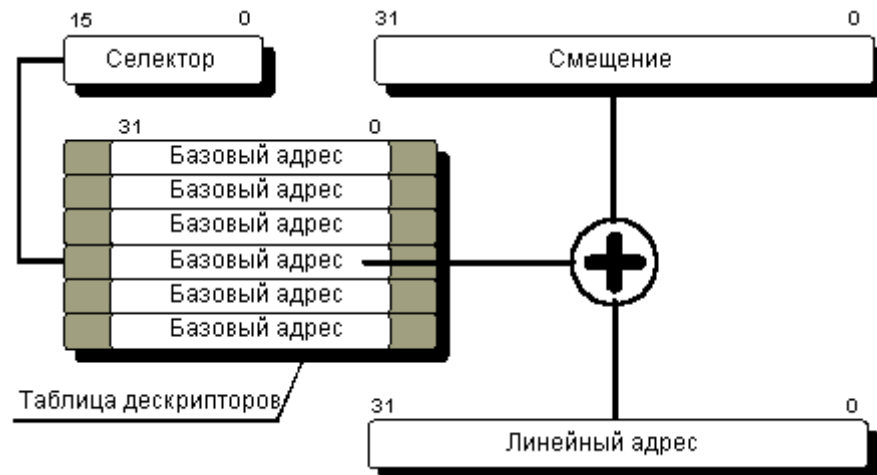 15 0 31 0
Селектор Смещение
31 0
Базовый адрес
Базовый адрес
Базовый адрес
Базовый адрес
Базовый адрес
Базовый адрес
Таблица дескрипторов
31 0
Линейный адрес